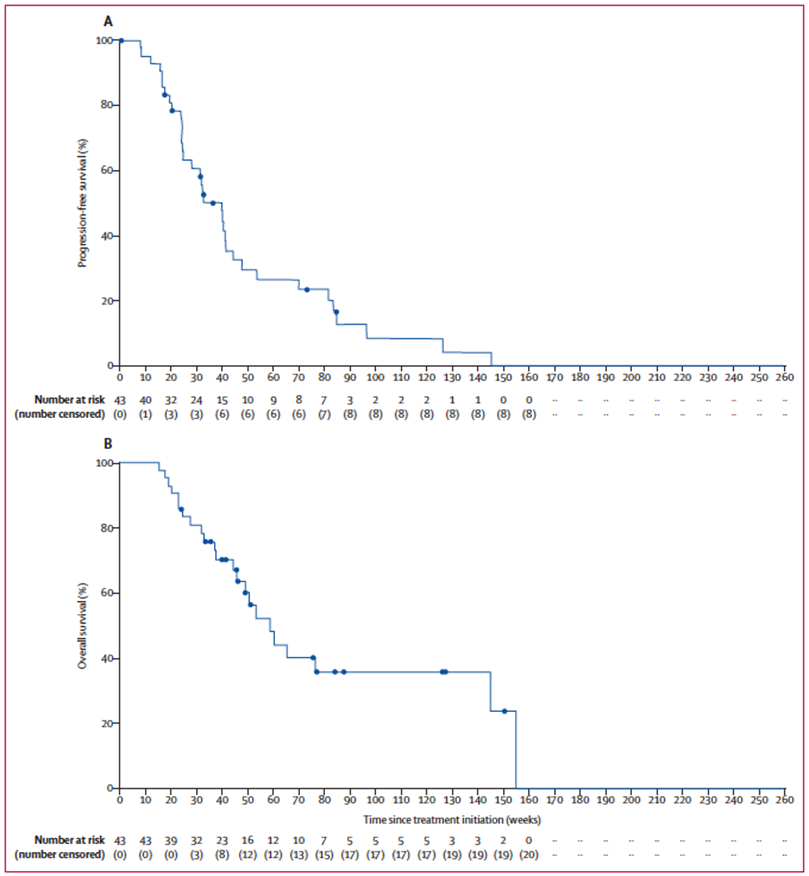 A
100
80
60
40
20
0
Progression-free survival (%)
0 10 20 30 40 50 60 70 80 90 100 110 120 130 140 150 160 170 180 190 200 210 220 230 240 250 260
Number at risk 43 40 32 24 15 10 9 8 7 3 2 2 2 1 1 0 0 .. .. .. .. .. .. .. .. .. ..
(number censored) (0) (1) (3) (3) (6) (6) (6) (6) (7) (8) (8) (8) (8) (8) (8) (8) (8) .. .. .. .. .. .. .. .. .. ..
B
100
80
60
40
20
0
Overall survival (%)
0 10 20 30 40 50 60 70 80 90 100 110 120 130 140 150 160 170 180 190 200 210 220 230 240 250 260
Time since treatment initiation (weeks)
Number at risk 43 43 39 32 23 16 12 10 7 5 5 5 5 3 3 2 0 .. .. .. .. .. .. .. .. .. ..
(number censored) (0) (0) (0) (3) (8) (12) (12) (13) (15) (17) (17) (17) (17) (19) (19) (19) (20) .. .. .. .. .. .. .. .. .. ..